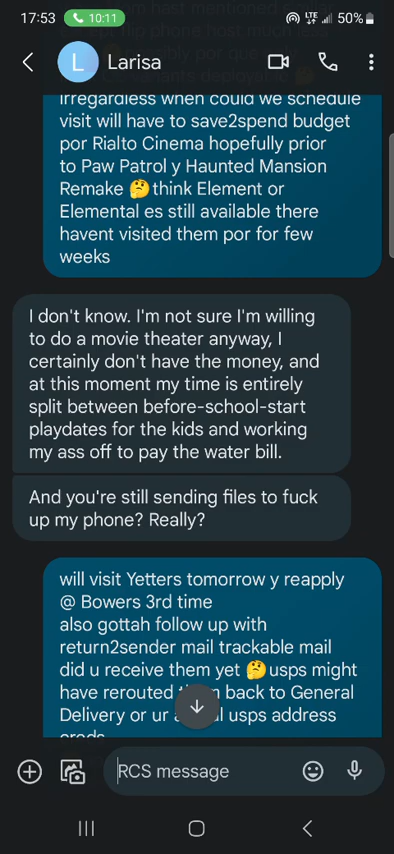 17:53
10:11
LTE
50%
L
Larisa
irregardless when could we schedule
visit will have to save2spend budget
por Rialto Cinema hopefully prior
to Paw Patrol y Haunted Mansion
Remake 🤔 think Element or
Elemental es still available there
havent visited them por for few
weeks
I don't know. I'm not sure I'm willing
to do a movie theater anyway, I
certainly don't have the money, and
at this moment my time is entirely
split between before-school-start
playdates for the kids and working
my ass off to pay the water bill.
And you're still sending files to fuck
up my phone? Really?
will visit Yetters tomorrow y reapply
@ Bowers 3rd time
also gottah follow up with
return2sender mail trackable mail
did u receive them yet 🤔 usps might
have rerouted back to General
Delivery or ur usps address
RCS message